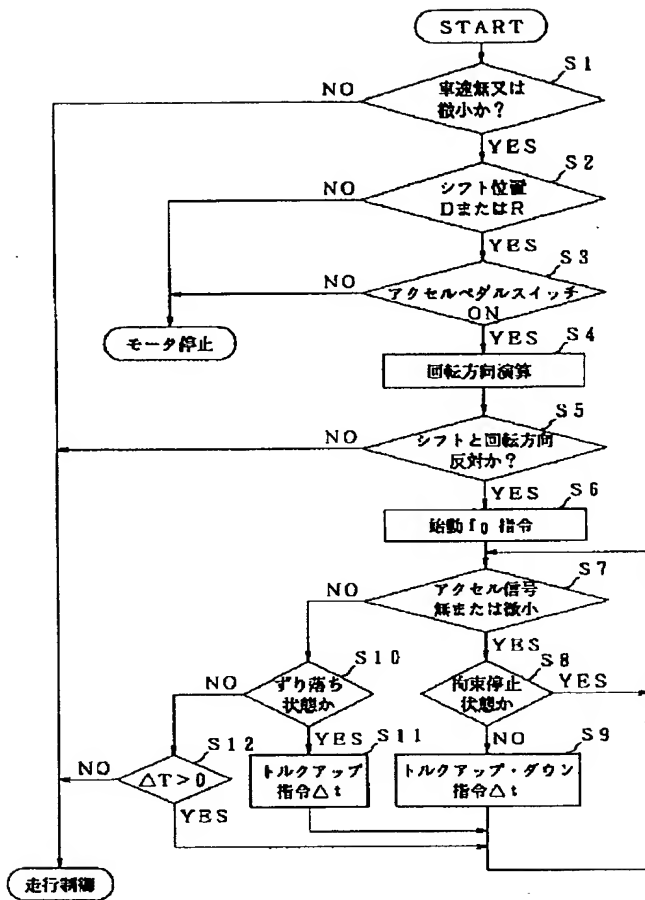 START
S1
NO
車速無又は
微小か?
YES
S2
NO
シフト位置
DまたはR
YES
S3
NO
アクセルペダルスイッチ
ON
モータ停止
YES
S4
回転方向演算
S5
NO
シフトと回転方向
反対か?
YES
S6
始動f0 指令
S7
NO
アクセル信号
無または微小
YES
S10
S8
NO
ずり落ち
状態か
拘束停止
状態か
YES
S12
YES
S11
NO
S9
NO
ΔT>0
トルクアップ
指令Δt
トルクアップ・ダウン
指令Δt
YES
走行制御